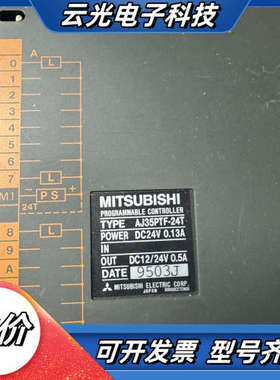 云光电子科技
A
L
0
1
2
3
4
5
6
L
7
M1
PS
24T
8
9
L
A
MITSUBISHI
PROGRAMMABLE CONTROLLER
TYPE AJ35PTF-24T
POWER DC24V 0.13A
IN
OUT DC12/24V 0.5A
DATE 9503J
MITSUBISHI ELECTRIC CORP.
JAPAN
价
可开发票 型号齐